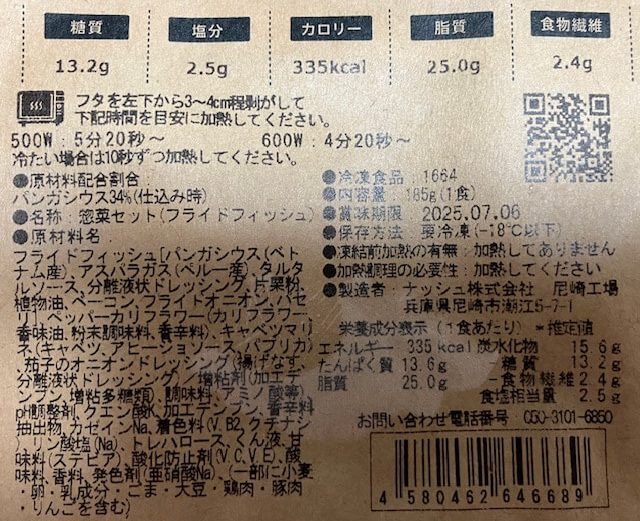 糖質 塩分 カロリー 脂質 食物繊維
13.2g 2.5g 335kcal 25.0g 2.4g
フタを左下から3～4cm程剥がして
下記時間を目安に加熱してください。
500W:5分20秒～ 600W:4分20秒～
冷たい場合は10秒ずつ加熱してください。
●原材料配合割合
パンガシウス34%(仕込み時)
●名称:惣菜セット(フライドフィッシュ)
●原材料名:
フライドフィッシュ[パンガシウス(ベト
ナム産)、アスパラガス(ペルー産)、タルタ
ルソース、分離液状ドレッシング、片栗粉、
植物油、ベーコン、フライドオニオン、パセ
リ]、ペッパーカリフラワー(カリフラワー、
香味油、粉末調味料、香辛料)、キャベツマリ
ネ(キャベツ、アヒージョソース、パプリカ)、
茄子のオニオンドレッシング(揚げなす、
分離液状ドレッシング)／増粘剤(加工デ
ンプン、増粘多糖類)、調味料(アミノ酸等)、
pH調整剤、クエン酸K、加工デンプン、香辛料
抽出物、カゼインNa、着色料(V.B2、クチナシ)、
リン酸塩(Na)、トレハロース、くん液、甘
味料(ステビア)、酸化防止剤(V.C、V.E)、酸
味料、香料、発色剤(亜硝酸Na)、(一部に小麦
・卵・乳成分・ごま・大豆・鶏肉・豚肉
・りんごを含む)
●冷凍食品:1664
●内容量:185g(1食)
●賞味期限 2025.07.06
●保存方法:要冷凍(-18℃以下)
●凍結前加熱の有無:加熱してありません
●加熱調理の必要性:加熱してください
●製造者:ナッシュ株式会社 尼崎工場
兵庫県尼崎市潮江5-7-1
栄養成分表示(1食あたり)*推定値
エネルギー 335kcal 炭水化物 15.6g
たんぱく質 13.6g 糖質 13.2g
脂質 25.0g -食物繊維 2.4g
食塩相当量 2.5g
お問い合わせ電話番号 050-3101-6850
4 580462 646689